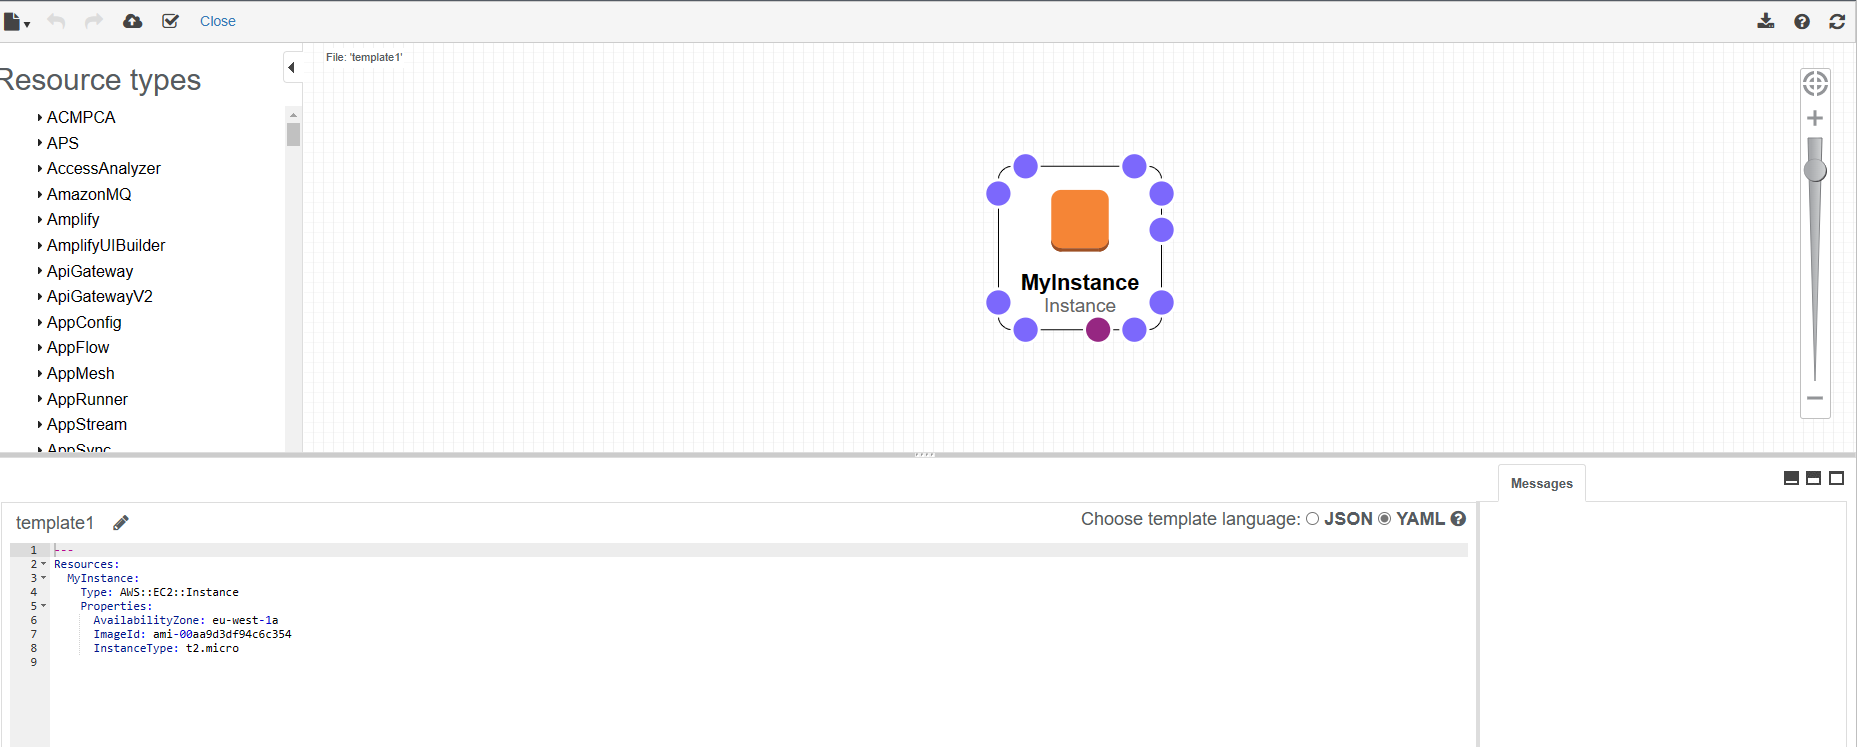 Close
File: 'template1'
Resource types
ACMPCA
APS
AccessAnalyzer
AmazonMQ
Amplify
AmplifyUIBuilder
ApiGateway
ApiGatewayV2
AppConfig
AppFlow
AppMesh
AppRunner
AppStream
AppSync
MyInstance
Instance
Messages
template1
Choose template language: JSON YAML
1 ---
2 Resources:
3 MyInstance:
4 Type: AWS::EC2::Instance
5 Properties:
6 AvailabilityZone: eu-west-1a
7 ImageId: ami-00aa9d3df94c6c354
8 InstanceType: t2.micro
9